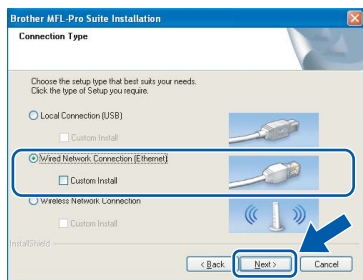 Brother MFL-Pro Suite Installation
Connection Type
Choose the setup type that best suits your needs.
Click the type of Setup you require.
Local Connection (USB)
Custom Install
Wired Network Connection (Ethernet)
Custom Install
Wireless Network Connection
Custom Install
InstallShield
< Back Next > Cancel